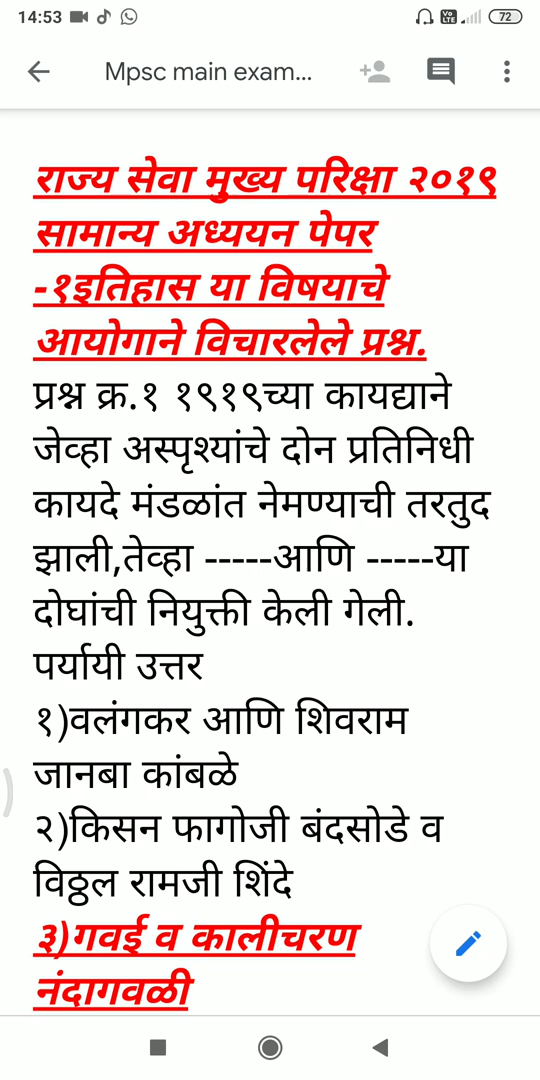 14:53
Vo LTE
72
Mpsc main exam...
राज्य सेवा मुख्य परिक्षा २०१९
सामान्य अध्ययन पेपर
-१इतिहास या विषयाचे
आयोगाने विचारलेले प्रश्न.
प्रश्न क्र.१ १९१९च्या कायद्याने
जेव्हा अस्पृश्यांचे दोन प्रतिनिधी
कायदे मंडळांत नेमण्याची तरतुद
झाली,तेव्हा -----आणि -----या
दोघांची नियुक्ती केली गेली.
पर्यायी उत्तर
१)वलंगकर आणि शिवराम
जानबा कांबळे
२)किसन फागोजी बंदसोडे व
विठ्ठल रामजी शिंदे
३)गवई व कालीचरण
नंदागवळी